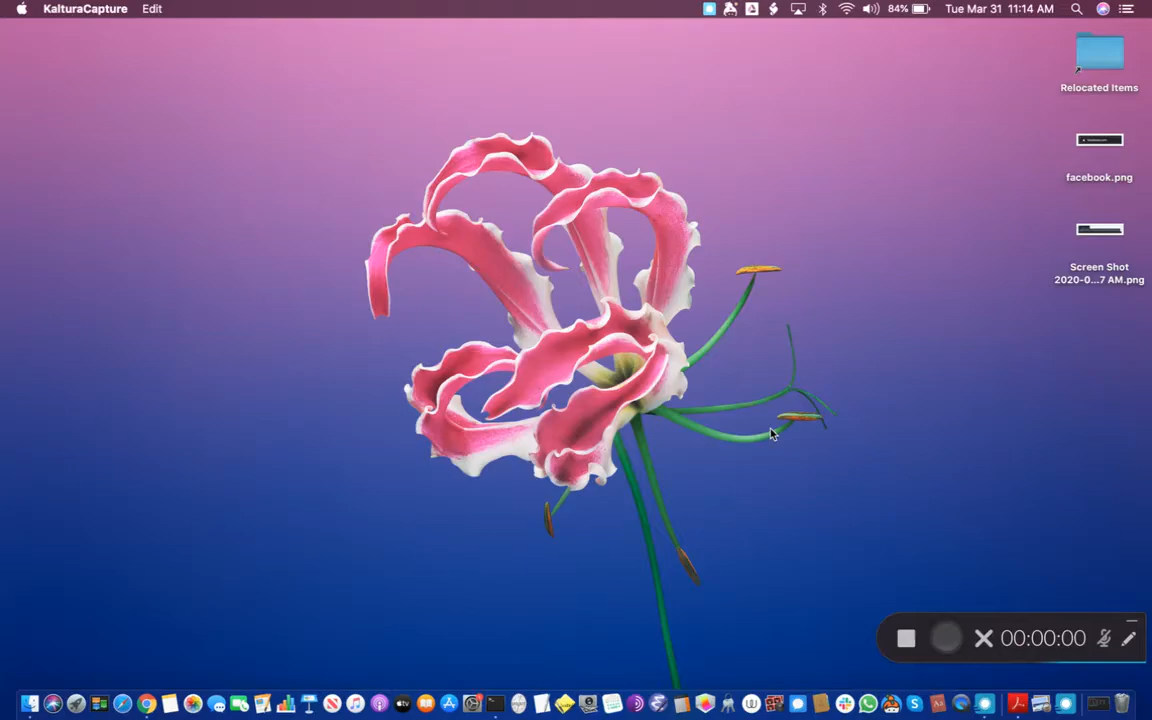 KalturaCapture Edit 84% Tue Mar 31 11:14 AM
Relocated Items
facebook.png
Screen Shot
2020-0...7 AM.png
00:00:00